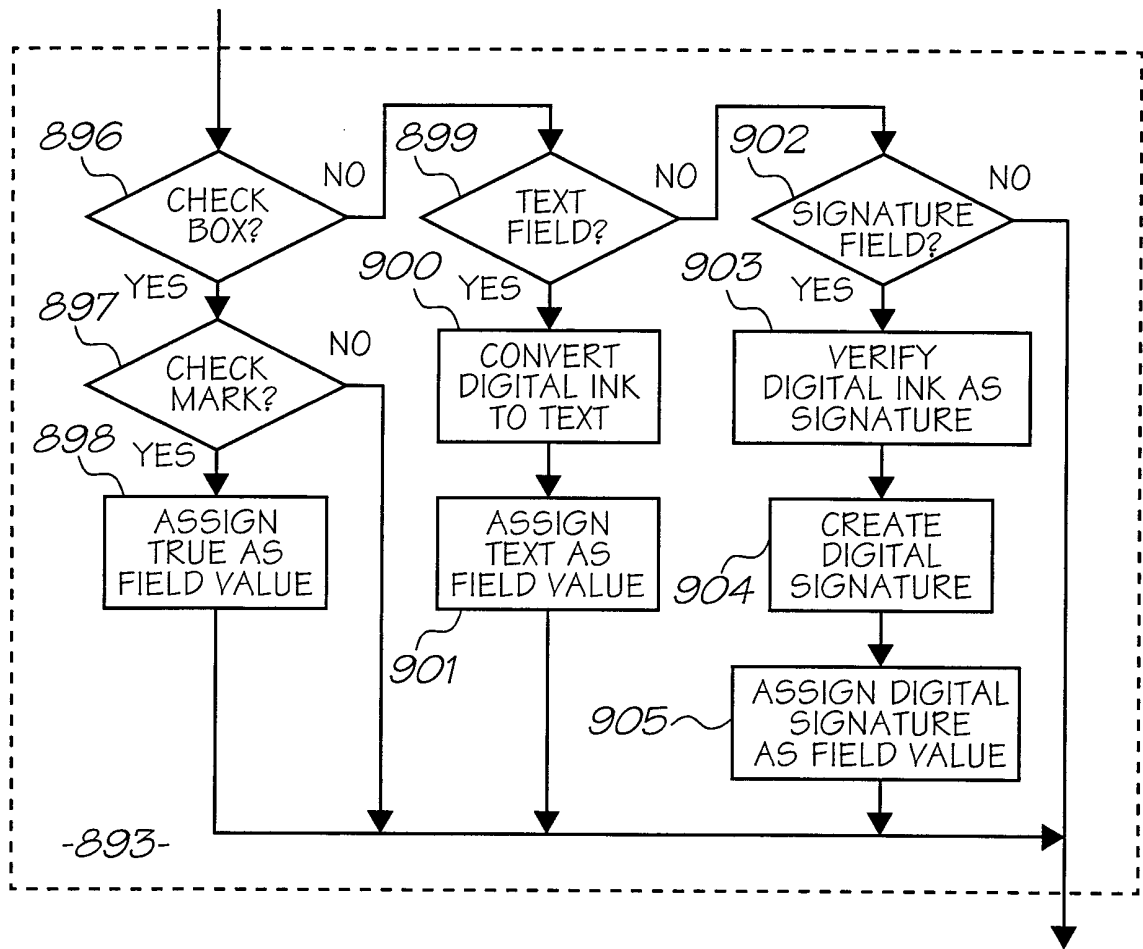 896
CHECK
BOX?
NO
YES
899
TEXT
FIELD?
NO
YES
902
SIGNATURE
FIELD?
NO
YES
897
CHECK
MARK?
NO
YES
900
CONVERT
DIGITAL INK
TO TEXT
903
VERIFY
DIGITAL INK AS
SIGNATURE
898
ASSIGN
TRUE AS
FIELD VALUE
ASSIGN
TEXT AS
FIELD VALUE
901
904
CREATE
DIGITAL
SIGNATURE
905
ASSIGN DIGITAL
SIGNATURE
AS FIELD VALUE
-893-